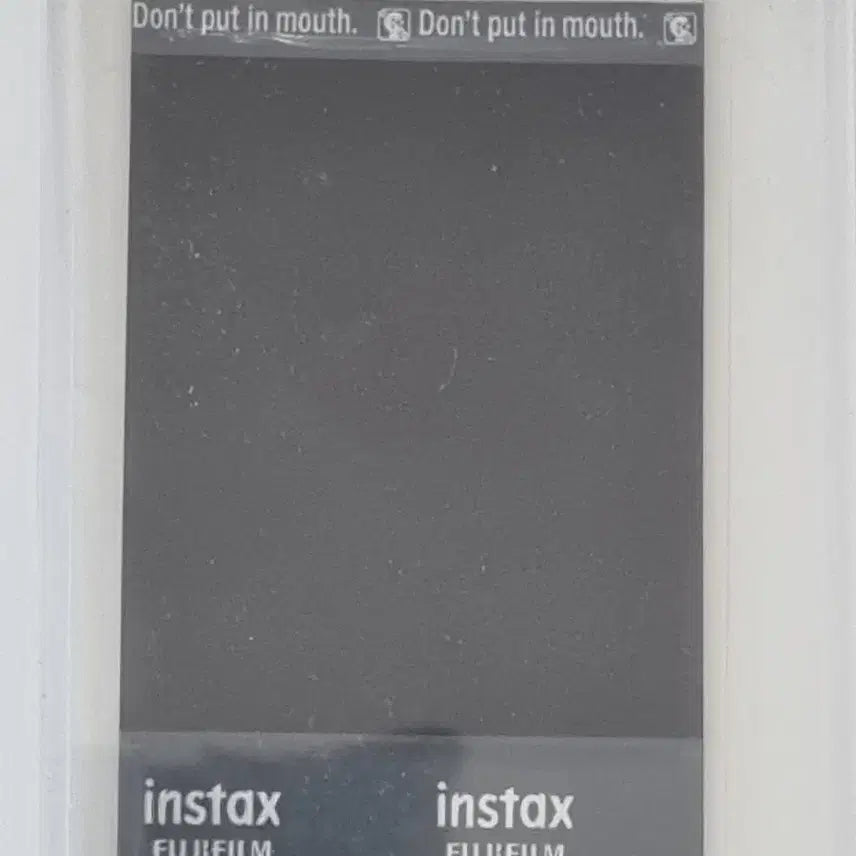 Don't put in mouth. Don't put in mouth.
instax instax
FUJIFILM FUJIFILM